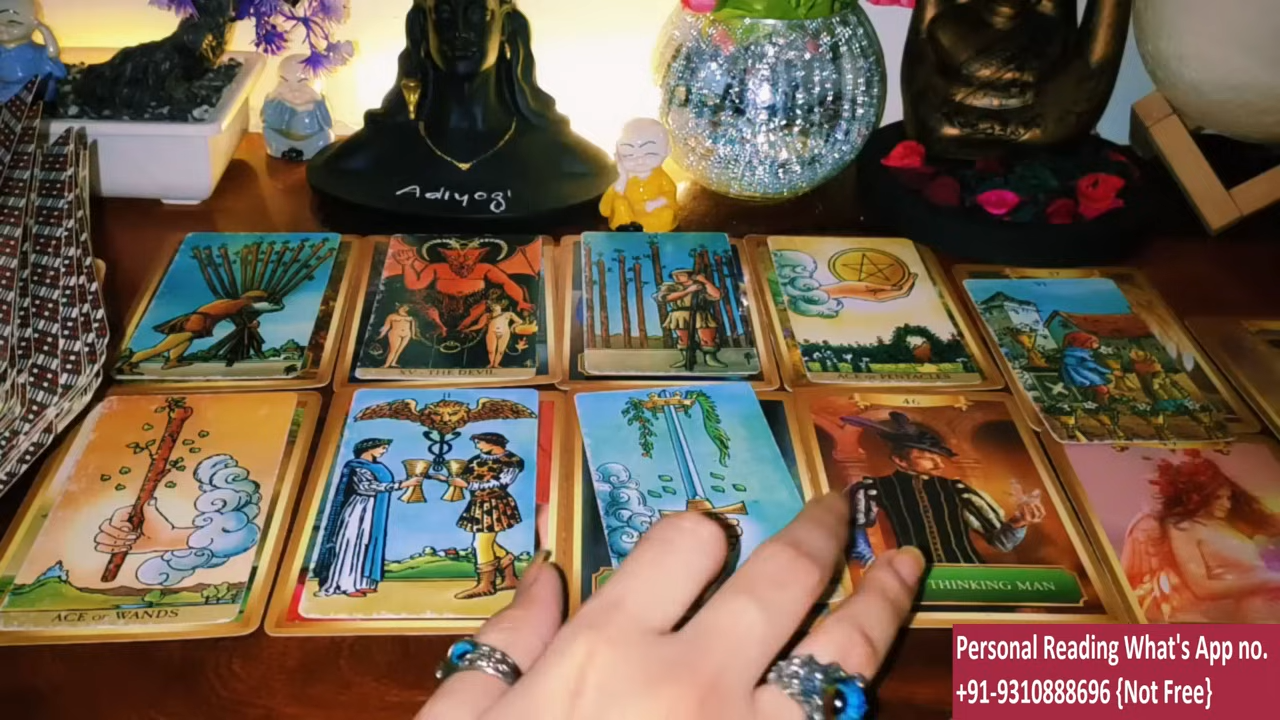 Adiyogi
XV · THE DEVIL.
ACE of PENTACLES
ACE of WANDS
46
THINKING MAN
Personal Reading What's App no.
+91-9310888696 {Not Free}